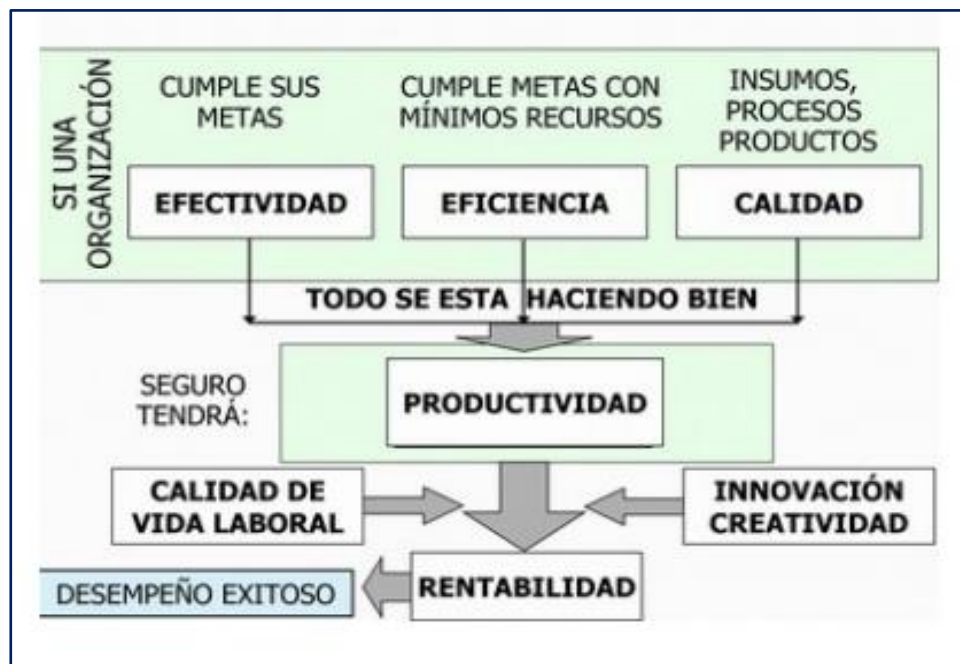 SI UNA
ORGANIZACIÓN
CUMPLE SUS
METAS
EFECTIVIDAD
CUMPLE METAS CON
MÍNIMOS RECURSOS
EFICIENCIA
INSUMOS,
PROCESOS
PRODUCTOS
CALIDAD
TODO SE ESTA HACIENDO BIEN
SEGURO
TENDRÁ:
PRODUCTIVIDAD
CALIDAD DE
VIDA LABORAL
INNOVACIÓN
CREATIVIDAD
RENTABILIDAD
DESEMPEÑO EXITOSO